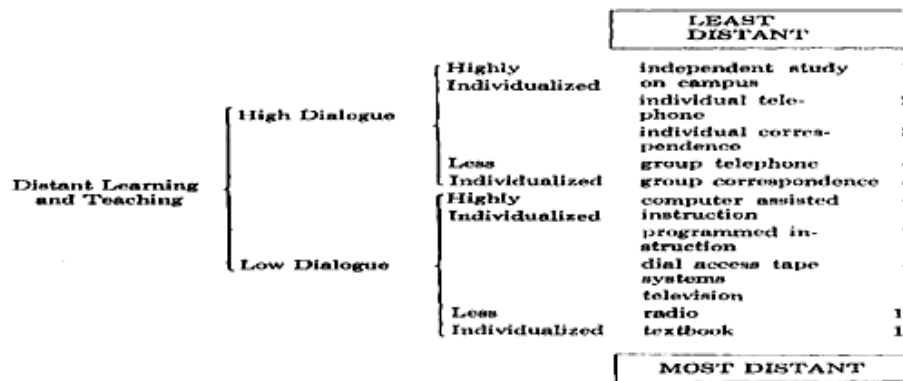 LEAST
DISTANT
Highly independent study
Individualized on campus
High Dialogue individual tele-
phone
individual corres-
pondence
Less group telephone
Individualized group correspondence
Distant Learning
and Teaching
Highly computer assisted
Individualized instruction
programmed in-
struction
Low Dialogue dial access tape
systems
television
Less radio 1
Individualized textbook 1
MOST DISTANT